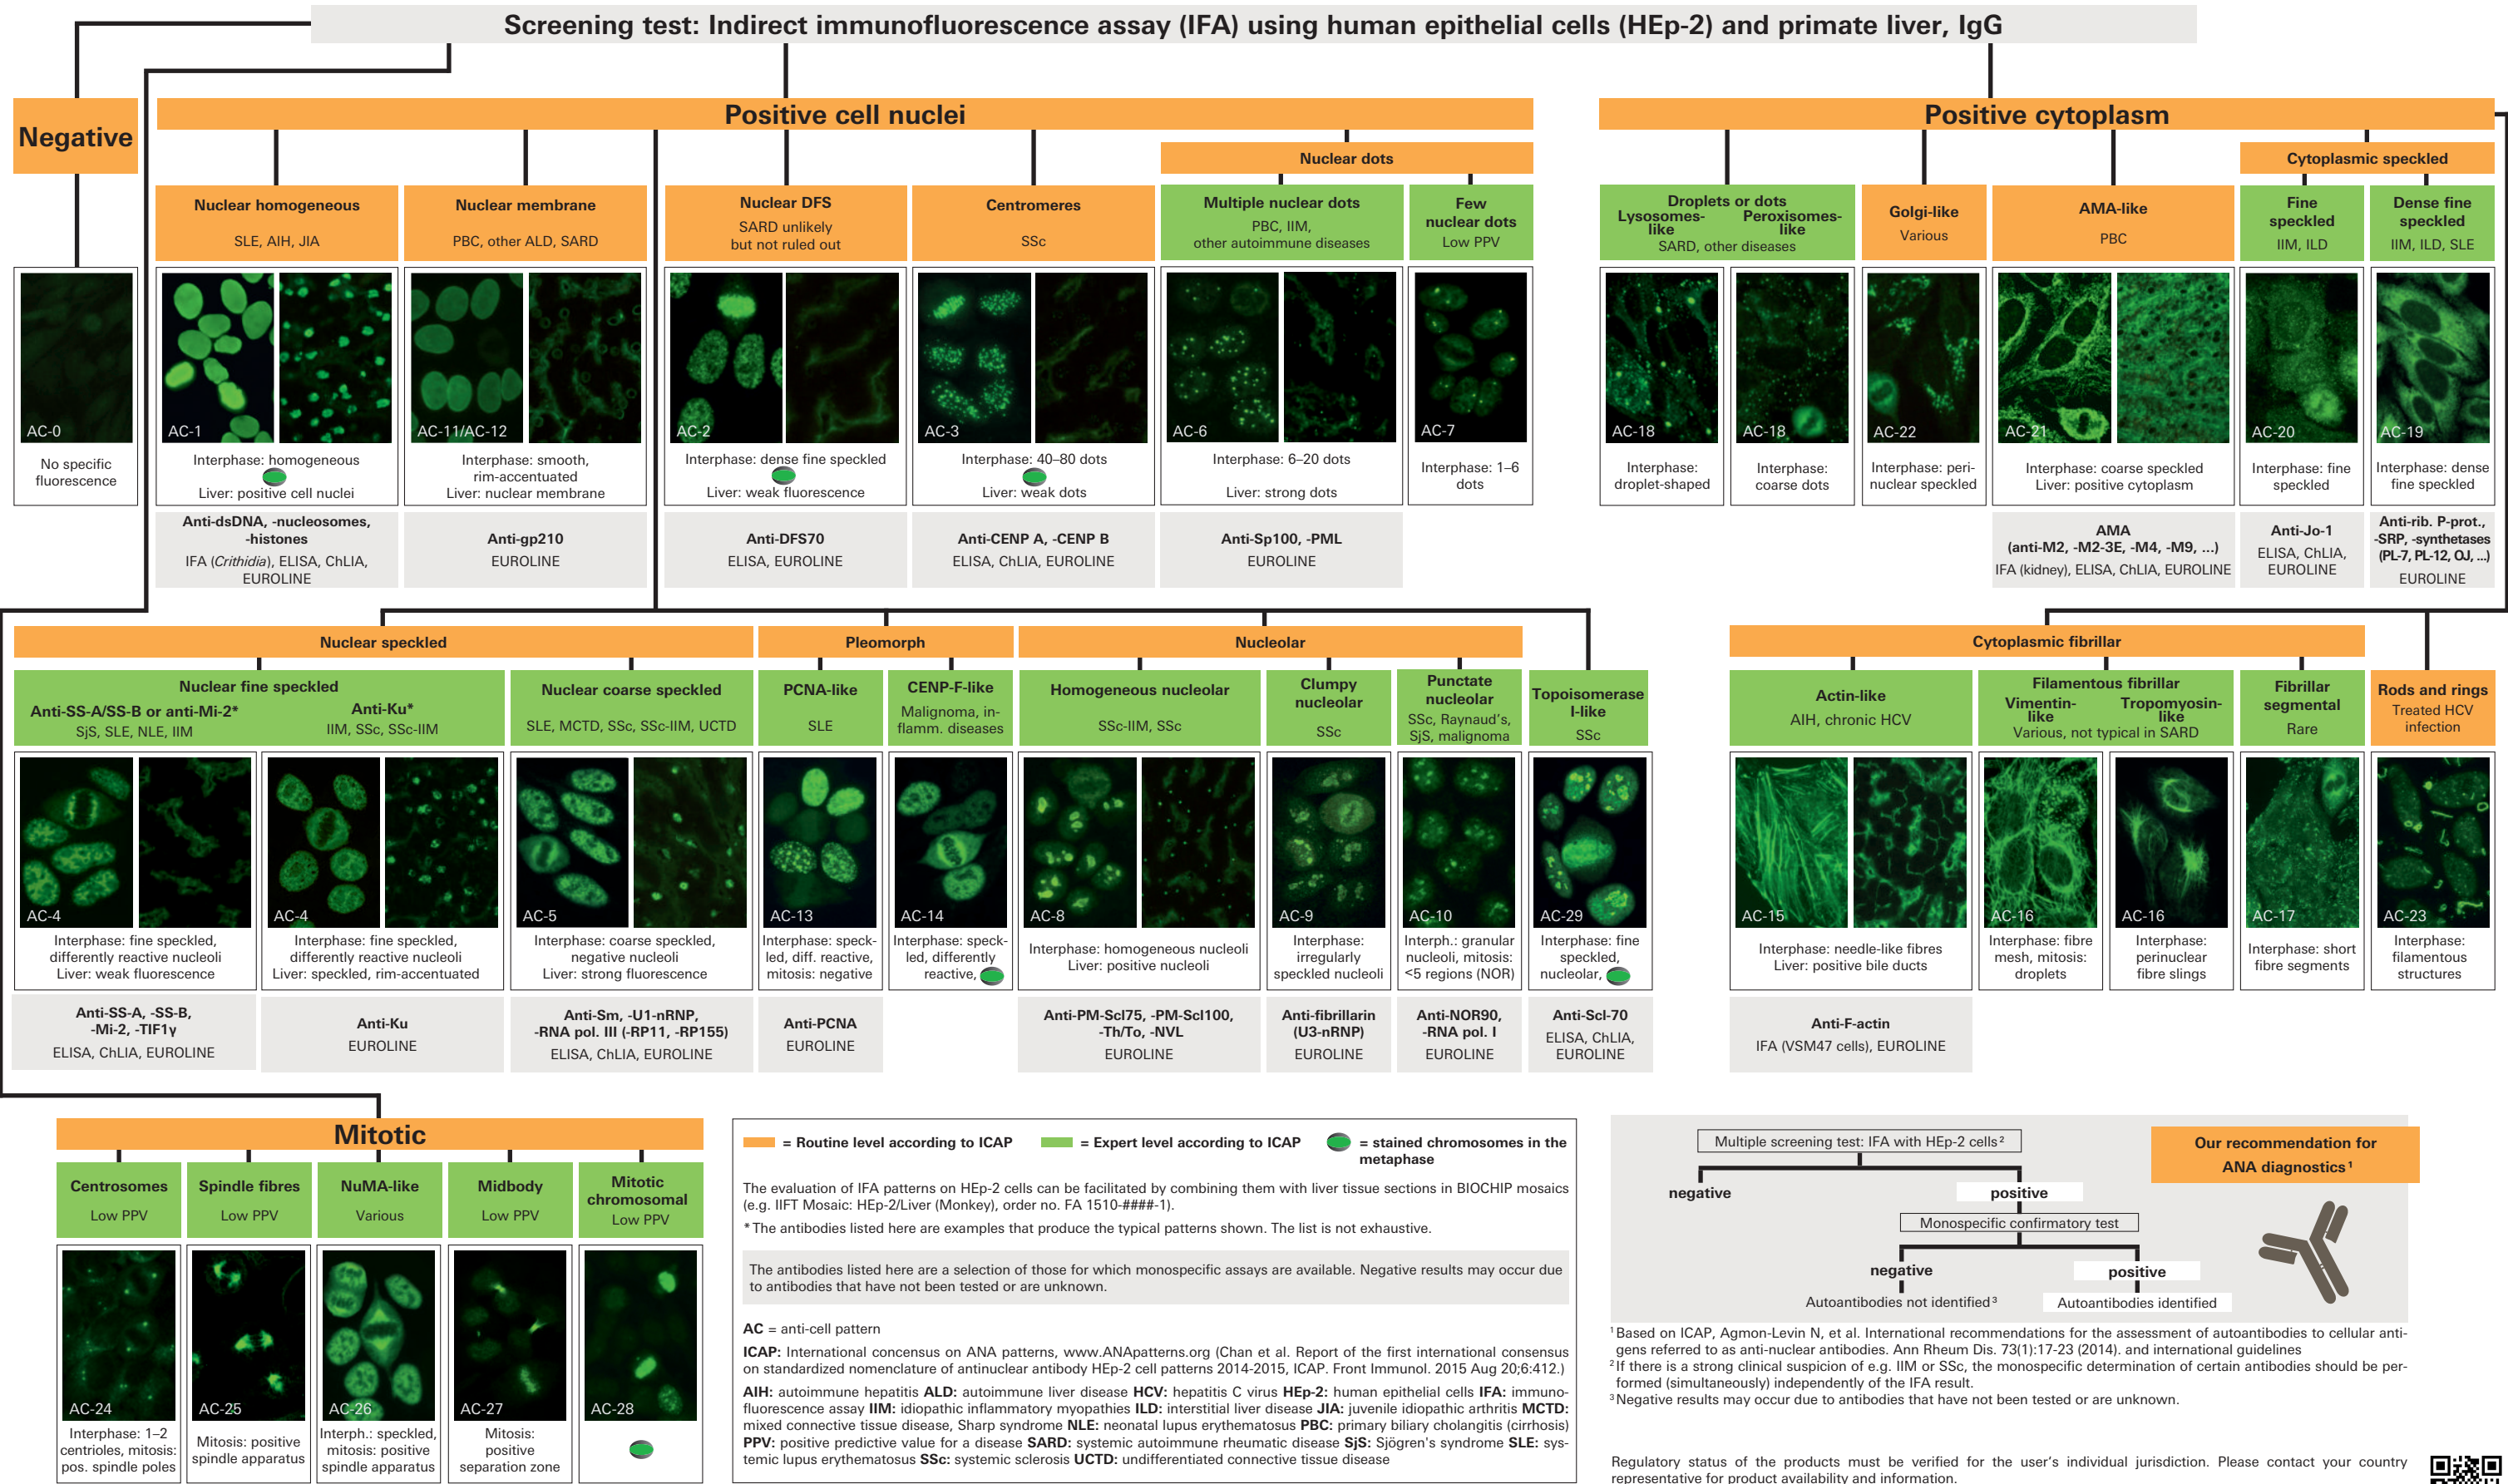 Screening test: Indirect immunofluorescence assay (IFA) using human epithelial cells (HEp-2) and primate liver, IgG
Negative
AC-0
No specific
fluorescence
Positive cell nuclei
Nuclear homogeneous
SLE, AIH, JIA
AC-1
Interphase: homogeneous
Liver: positive cell nuclei
Anti-dsDNA, -nucleosomes,
-histones
IFA (Crithidia), ELISA, ChLIA,
EUROLINE
Nuclear membrane
PBC, other ALD, SARD
AC-11/AC-12
Interphase: smooth,
rim-accentuated
Liver: nuclear membrane
Anti-gp210
EUROLINE
Nuclear DFS
SARD unlikely
but not ruled out
AC-2
Interphase: dense fine speckled
Liver: weak fluorescence
Anti-DFS70
ELISA, EUROLINE
Centromeres
SSc
AC-3
Interphase: 40–80 dots
Liver: weak dots
Anti-CENP A, -CENP B
ELISA, ChLIA, EUROLINE
Nuclear dots
Multiple nuclear dots
PBC, IIM,
other autoimmune diseases
AC-6
Interphase: 6–20 dots
Liver: strong dots
Anti-Sp100, -PML
EUROLINE
Few
nuclear dots
Low PPV
AC-7
Interphase: 1–6
dots
Positive cytoplasm
Droplets or dots
Lysosomes-
like
Peroxisomes-
like
SARD, other diseases
AC-18
Interphase:
droplet-shaped
AC-18
Interphase:
coarse dots
Golgi-like
Various
AC-22
Interphase: peri-
nuclear speckled
AMA-like
PBC
AC-21
Interphase: coarse speckled
Liver: positive cytoplasm
AMA
(anti-M2, -M2-3E, -M4, -M9, ...)
IFA (kidney), ELISA, ChLIA, EUROLINE
Cytoplasmic speckled
Fine
speckled
IIM, ILD
AC-20
Interphase: fine
speckled
Anti-Jo-1
ELISA, ChLIA,
EUROLINE
Dense fine
speckled
IIM, ILD, SLE
AC-19
Interphase: dense
fine speckled
Anti-rib. P-prot.,
-SRP, -synthetases
(PL-7, PL-12, OJ, ...)
EUROLINE
Nuclear speckled
Nuclear fine speckled
Anti-SS-A/SS-B or anti-Mi-2*
SjS, SLE, NLE, IIM
AC-4
Interphase: fine speckled,
differently reactive nucleoli
Liver: weak fluorescence
Anti-SS-A, -SS-B,
-Mi-2, -TIF1γ
ELISA, ChLIA, EUROLINE
Anti-Ku*
IIM, SSc, SSc-IIM
AC-4
Interphase: fine speckled,
differently reactive nucleoli
Liver: speckled, rim-accentuated
Anti-Ku
EUROLINE
Nuclear coarse speckled
SLE, MCTD, SSc, SSc-IIM, UCTD
AC-5
Interphase: coarse speckled,
negative nucleoli
Liver: strong fluorescence
Anti-Sm, -U1-nRNP,
-RNA pol. III (-RP11, -RP155)
ELISA, ChLIA, EUROLINE
Pleomorph
PCNA-like
SLE
AC-13
Interphase: speck-
led, diff. reactive,
mitosis: negative
Anti-PCNA
EUROLINE
CENP-F-like
Malignoma, in-
flamm. diseases
AC-14
Interphase: speck-
led, differently
reactive,
Nucleolar
Homogeneous nucleolar
SSc-IIM, SSc
AC-8
Interphase: homogeneous nucleoli
Liver: positive nucleoli
Anti-PM-Scl75, -PM-Scl100,
-Th/To, -NVL
EUROLINE
Clumpy
nucleolar
SSc
AC-9
Interphase:
irregularly
speckled nucleoli
Anti-fibrillarin
(U3-nRNP)
EUROLINE
Punctate
nucleolar
SSc, Raynaud’s,
SjS, malignoma
AC-10
Interph.: granular
nucleoli, mitosis:
<5 regions (NOR)
Anti-NOR90,
-RNA pol. I
EUROLINE
Topoisomerase
I-like
SSc
AC-29
Interphase: fine
speckled,
nucleolar,
Anti-Scl-70
ELISA, ChLIA,
EUROLINE
Cytoplasmic fibrillar
Actin-like
AIH, chronic HCV
AC-15
Interphase: needle-like fibres
Liver: positive bile ducts
Anti-F-actin
IFA (VSM47 cells), EUROLINE
Filamentous fibrillar
Vimentin-
like
Tropomyosin-
like
Various, not typical in SARD
AC-16
Interphase: fibre
mesh, mitosis:
droplets
AC-16
Interphase:
perinuclear
fibre slings
Fibrillar
segmental
Rare
AC-17
Interphase: short
fibre segments
Rods and rings
Treated HCV
infection
AC-23
Interphase:
filamentous
structures
Mitotic
Centrosomes
Low PPV
AC-24
Interphase: 1–2
centrioles, mitosis:
pos. spindle poles
Spindle fibres
Low PPV
AC-25
Mitosis: positive
spindle apparatus
NuMA-like
Various
AC-26
Interph.: speckled,
mitosis: positive
spindle apparatus
Midbody
Low PPV
AC-27
Mitosis:
positive
separation zone
Mitotic
chromosomal
Low PPV
AC-28
= Routine level according to ICAP
= Expert level according to ICAP
= stained chromosomes in the
metaphase
The evaluation of IFA patterns on HEp-2 cells can be facilitated by combining them with liver tissue sections in BIOCHIP mosaics
(e.g. IIFT Mosaic: HEp-2/Liver (Monkey), order no. FA 1510-####-1).
* The antibodies listed here are examples that produce the typical patterns shown. The list is not exhaustive.
The antibodies listed here are a selection of those for which monospecific assays are available. Negative results may occur due
to antibodies that have not been tested or are unknown.
AC = anti-cell pattern
ICAP: International concensus on ANA patterns, www.ANApatterns.org (Chan et al. Report of the first international consensus
on standardized nomenclature of antinuclear antibody HEp-2 cell patterns 2014-2015, ICAP. Front Immunol. 2015 Aug 20;6:412.)
AIH: autoimmune hepatitis ALD: autoimmune liver disease HCV: hepatitis C virus HEp-2: human epithelial cells IFA: immuno-
fluorescence assay IIM: idiopathic inflammatory myopathies ILD: interstitial liver disease JIA: juvenile idiopathic arthritis MCTD:
mixed connective tissue disease, Sharp syndrome NLE: neonatal lupus erythematosus PBC: primary biliary cholangitis (cirrhosis)
PPV: positive predictive value for a disease SARD: systemic autoimmune rheumatic disease SjS: Sjögren's syndrome SLE: sys-
temic lupus erythematosus SSc: systemic sclerosis UCTD: undifferentiated connective tissue disease
Multiple screening test: IFA with HEp-2 cells 2
negative
positive
Monospecific confirmatory test
negative
positive
Autoantibodies not identified 3
Autoantibodies identified
Our recommendation for
ANA diagnostics 1
1 Based on ICAP, Agmon-Levin N, et al. International recommendations for the assessment of autoantibodies to cellular anti-
gens referred to as anti-nuclear antibodies. Ann Rheum Dis. 73(1):17-23 (2014). and international guidelines
2 If there is a strong clinical suspicion of e.g. IIM or SSc, the monospecific determination of certain antibodies should be per-
formed (simultaneously) independently of the IFA result.
3 Negative results may occur due to antibodies that have not been tested or are unknown.
Regulatory status of the products must be verified for the user’s individual jurisdiction. Please contact your country
representative for product availability and information.